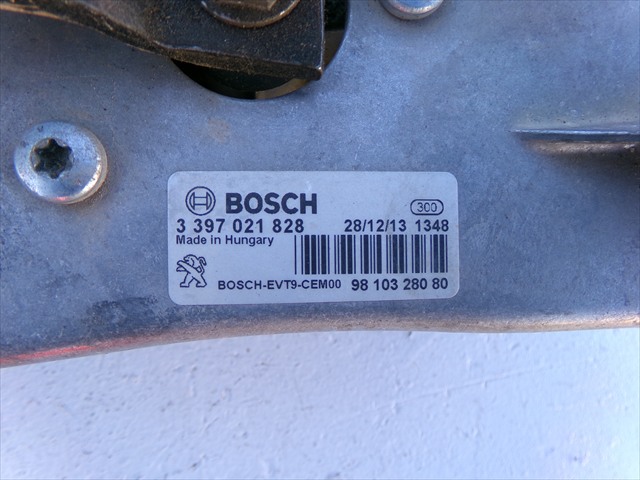 BOSCH 300
3 397 021 828 28/12/13 1348
Made in Hungary
BOSCH-EVT9-CEM00 98 103 280 80